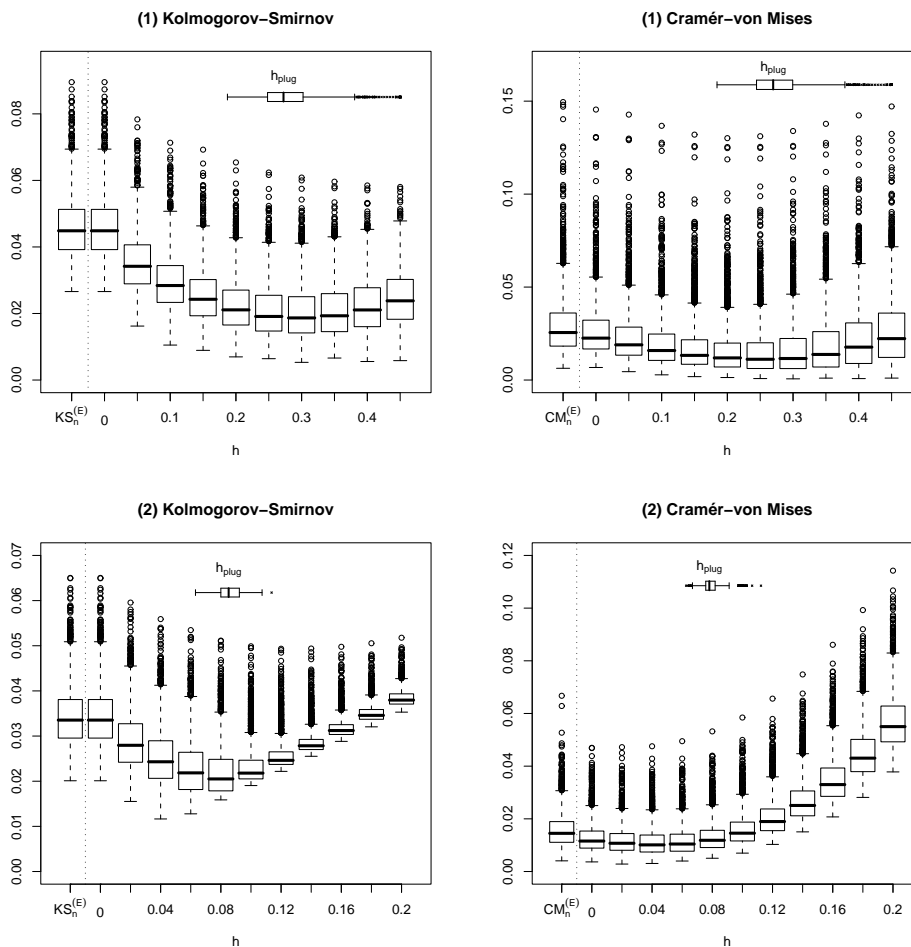 (1) Kolmogorov−Smirnov
0.00 0.02 0.04 0.06 0.08
h_plug
KS_n^(E) 0 0.1 0.2 0.3 0.4
h
(1) Cramér−von Mises
0.00 0.05 0.10 0.15
h_plug
CM_n^(E) 0 0.1 0.2 0.3 0.4
h
(2) Kolmogorov−Smirnov
0.00 0.01 0.02 0.03 0.04 0.05 0.06 0.07
h_plug
KS_n^(E) 0 0.04 0.08 0.12 0.16 0.2
h
(2) Cramér−von Mises
0.00 0.02 0.04 0.06 0.08 0.10 0.12
h_plug
CM_n^(E) 0 0.04 0.08 0.12 0.16 0.2
h